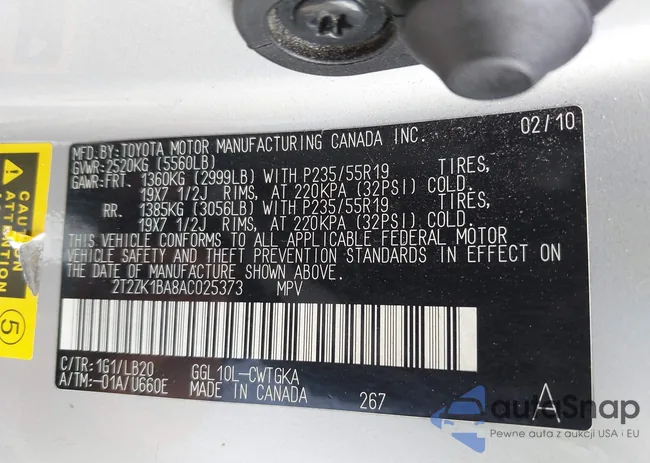 MFD.BY: TOYOTA MOTOR MANUFACTURING CANADA INC. 02/10
GVWR: 2520KG (5560LB)
GAWR: FRT. 1360KG (2999LB) WITH P235/55R19 TIRES,
19X7 1/2J RIMS, AT 220KPA (32PSI) COLD.
RR. 1385KG (3056LB) WITH P235/55R19 TIRES,
19X7 1/2J RIMS, AT 220KPA (32PSI) COLD.
THIS VEHICLE CONFORMS TO ALL APPLICABLE FEDERAL MOTOR
VEHICLE SAFETY AND THEFT PREVENTION STANDARDS IN EFFECT ON
THE DATE OF MANUFACTURE SHOWN ABOVE.
2T2ZK1BA8AC025373 MPV
C/TR: 1G1/LB20 GGL10L-CWTGKA
A/TM:-01A/U660E MADE IN CANADA 267 A
ATTENTION
5
autoSnap
Pewne auta z aukcji USA i EU